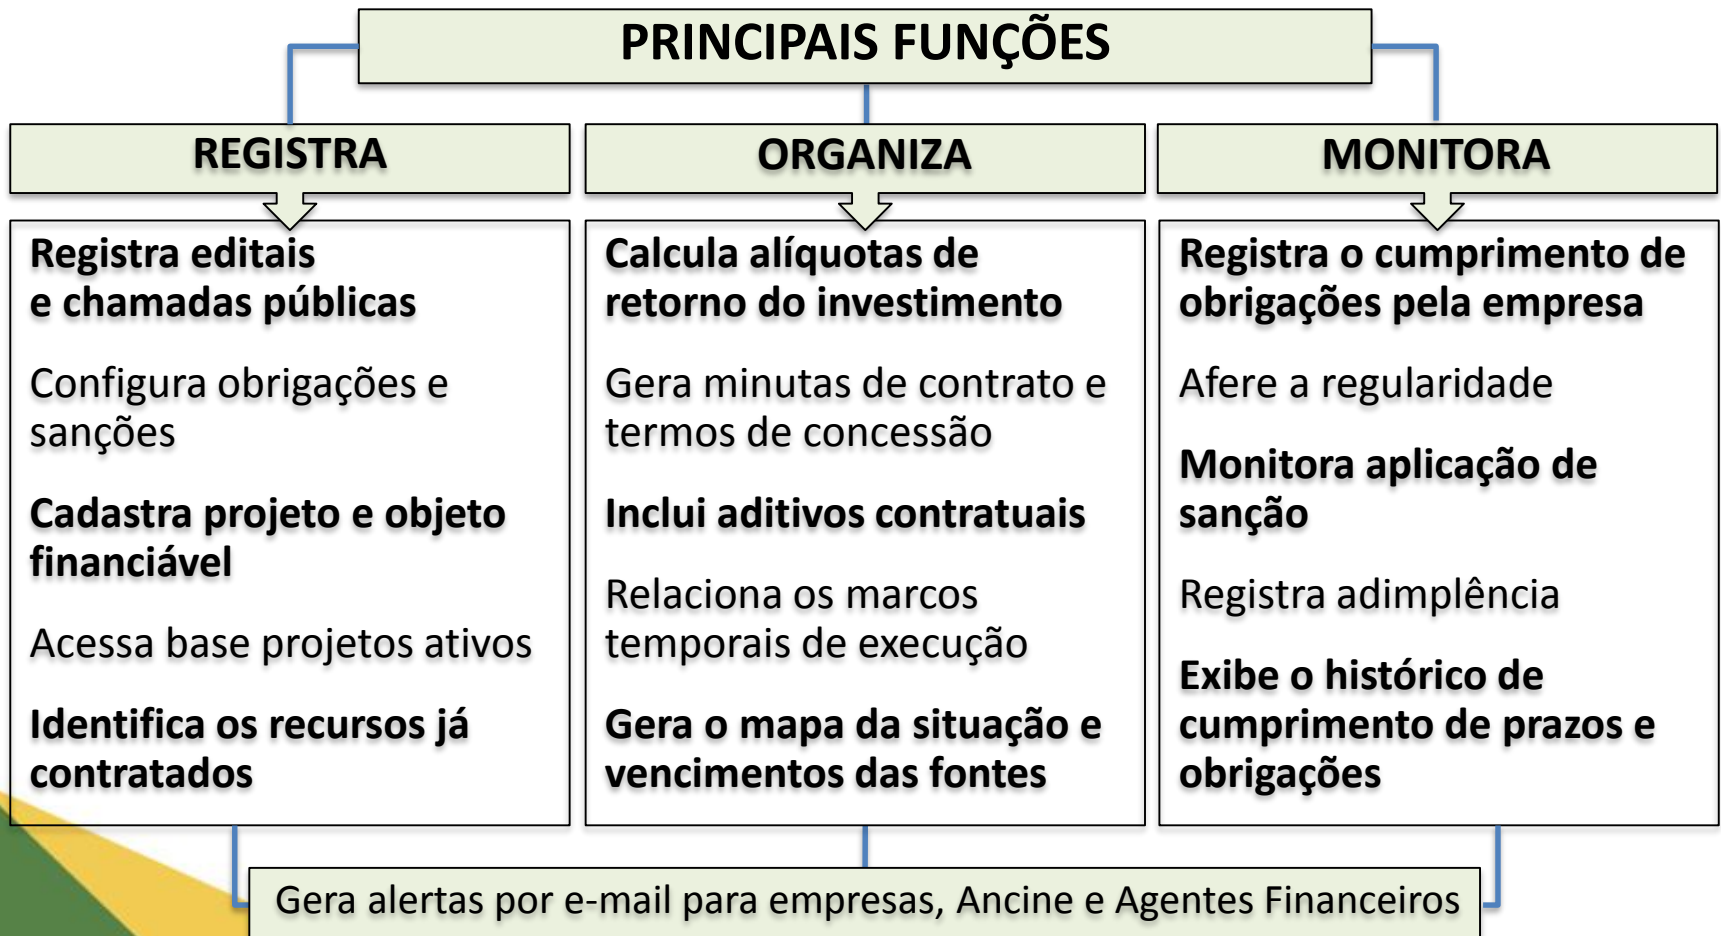 PRINCIPAIS FUNÇÕES
REGISTRA
Registra editais
e chamadas públicas
Configura obrigações e
sanções
Cadastra projeto e objeto
financiável
Acessa base projetos ativos
Identifica os recursos já
contratados
ORGANIZA
Calcula alíquotas de
retorno do investimento
Gera minutas de contrato e
termos de concessão
Inclui aditivos contratuais
Relaciona os marcos
temporais de execução
Gera o mapa da situação e
vencimentos das fontes
MONITORA
Registra o cumprimento de
obrigações pela empresa
Afere a regularidade
Monitora aplicação de
sanção
Registra adimplência
Exibe o histórico de
cumprimento de prazos e
obrigações
Gera alertas por e-mail para empresas, Ancine e Agentes Financeiros